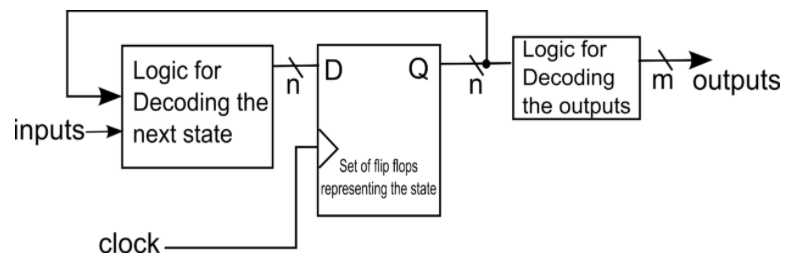 Logic for
Decoding the
next state
inputs
n
D
Q
Set of flip flops
representing the state
n
Logic for
Decoding
the outputs
m
outputs
clock